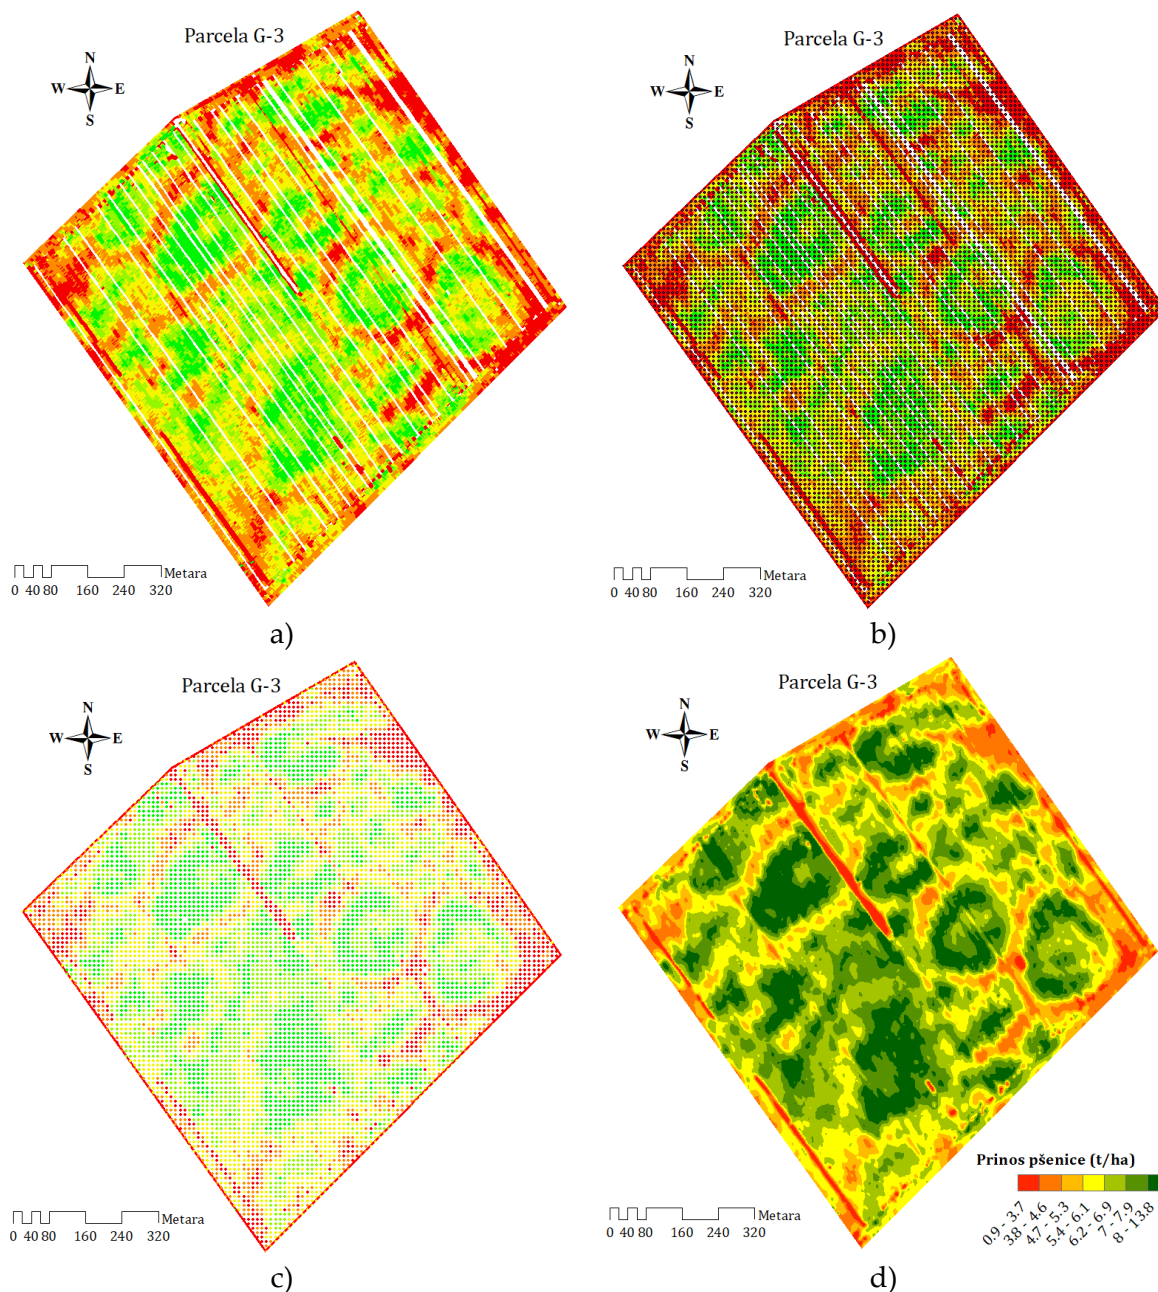 Parcela G-3
N
W E
S
Metara
0 40 80 160 240 320
a)
Parcela G-3
N
W E
S
Metara
0 40 80 160 240 320
b)
Parcela G-3
N
W E
S
Metara
0 40 80 160 240 320
c)
Parcela G-3
N
W E
S
Prinos pšenice (t/ha)
0.9 - 3.7
3.8 - 4.6
4.7 - 5.3
5.4 - 6.1
6.2 - 6.9
7 - 7.9
8 - 13.8
Metara
0 40 80 160 240 320
d)